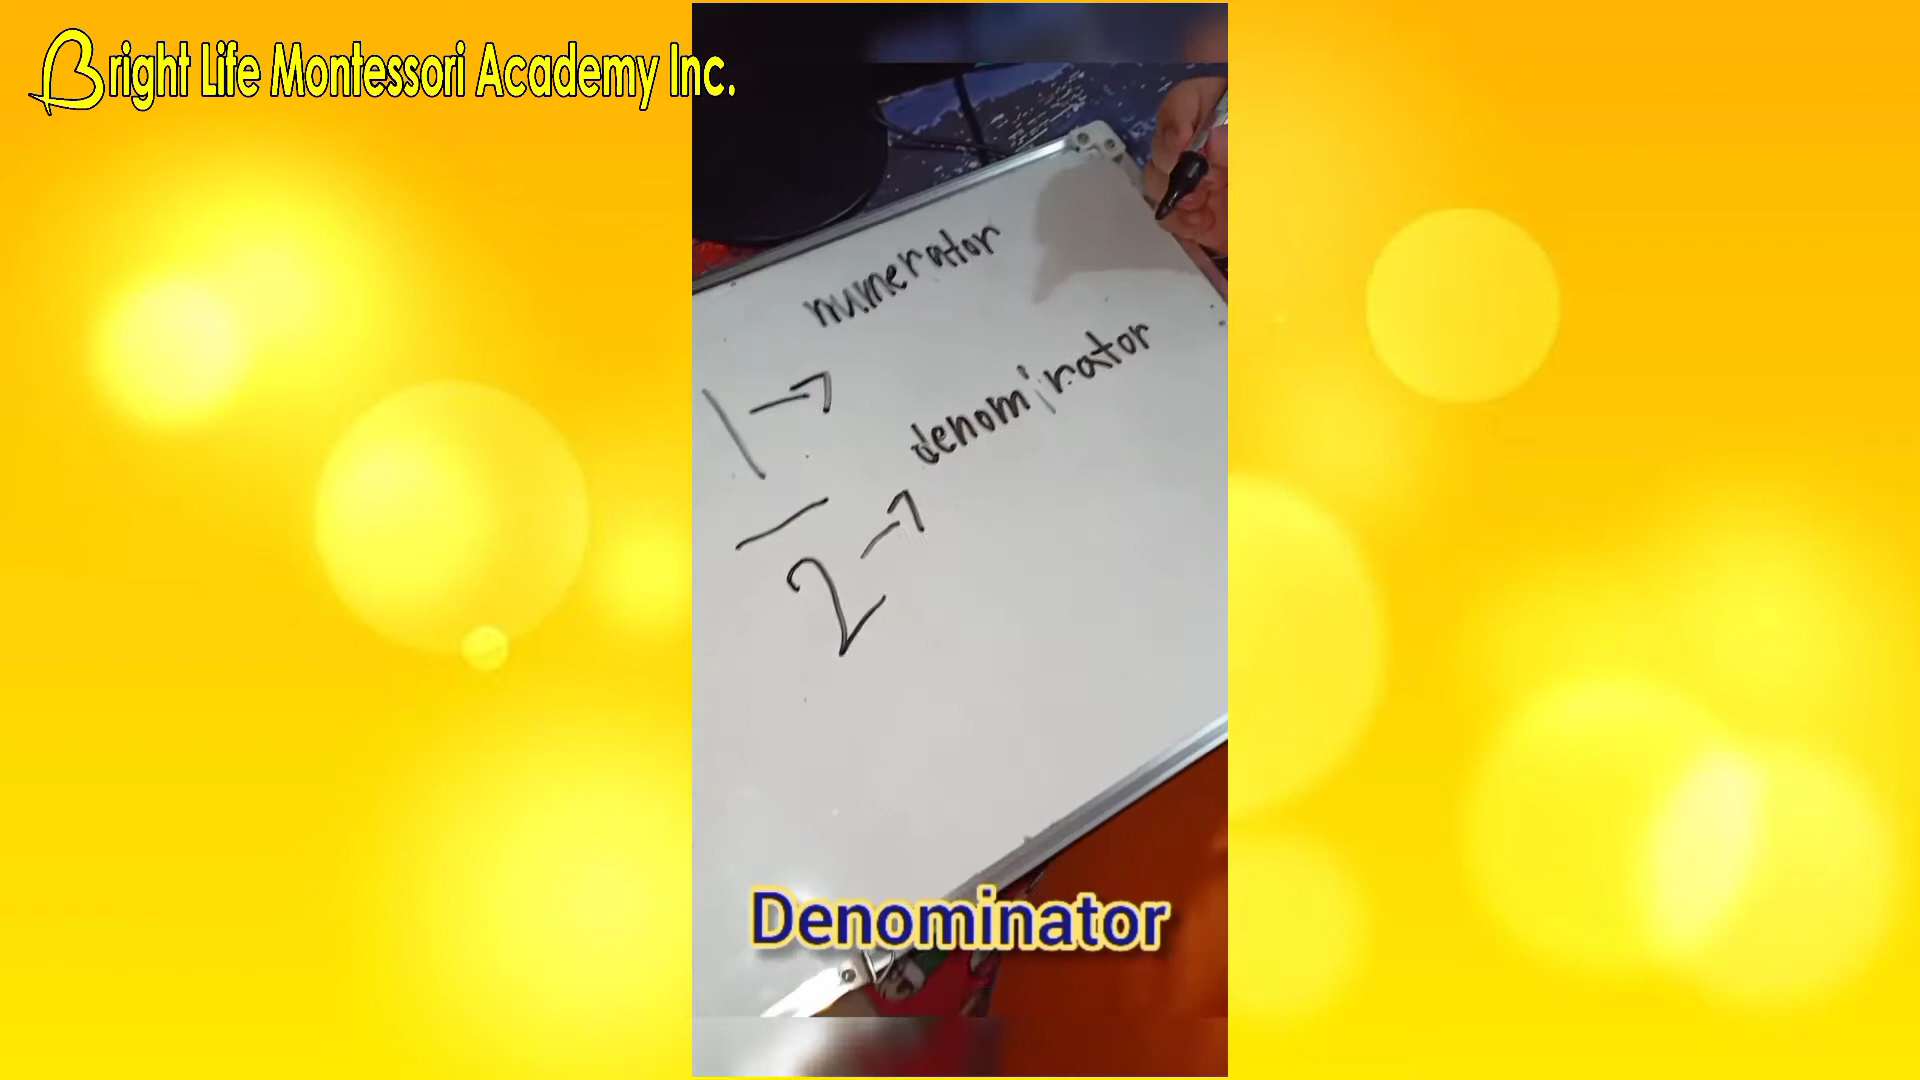 Bright Life Montessori Academy Inc.
numerator
1 →
denominator
2 →
Denominator